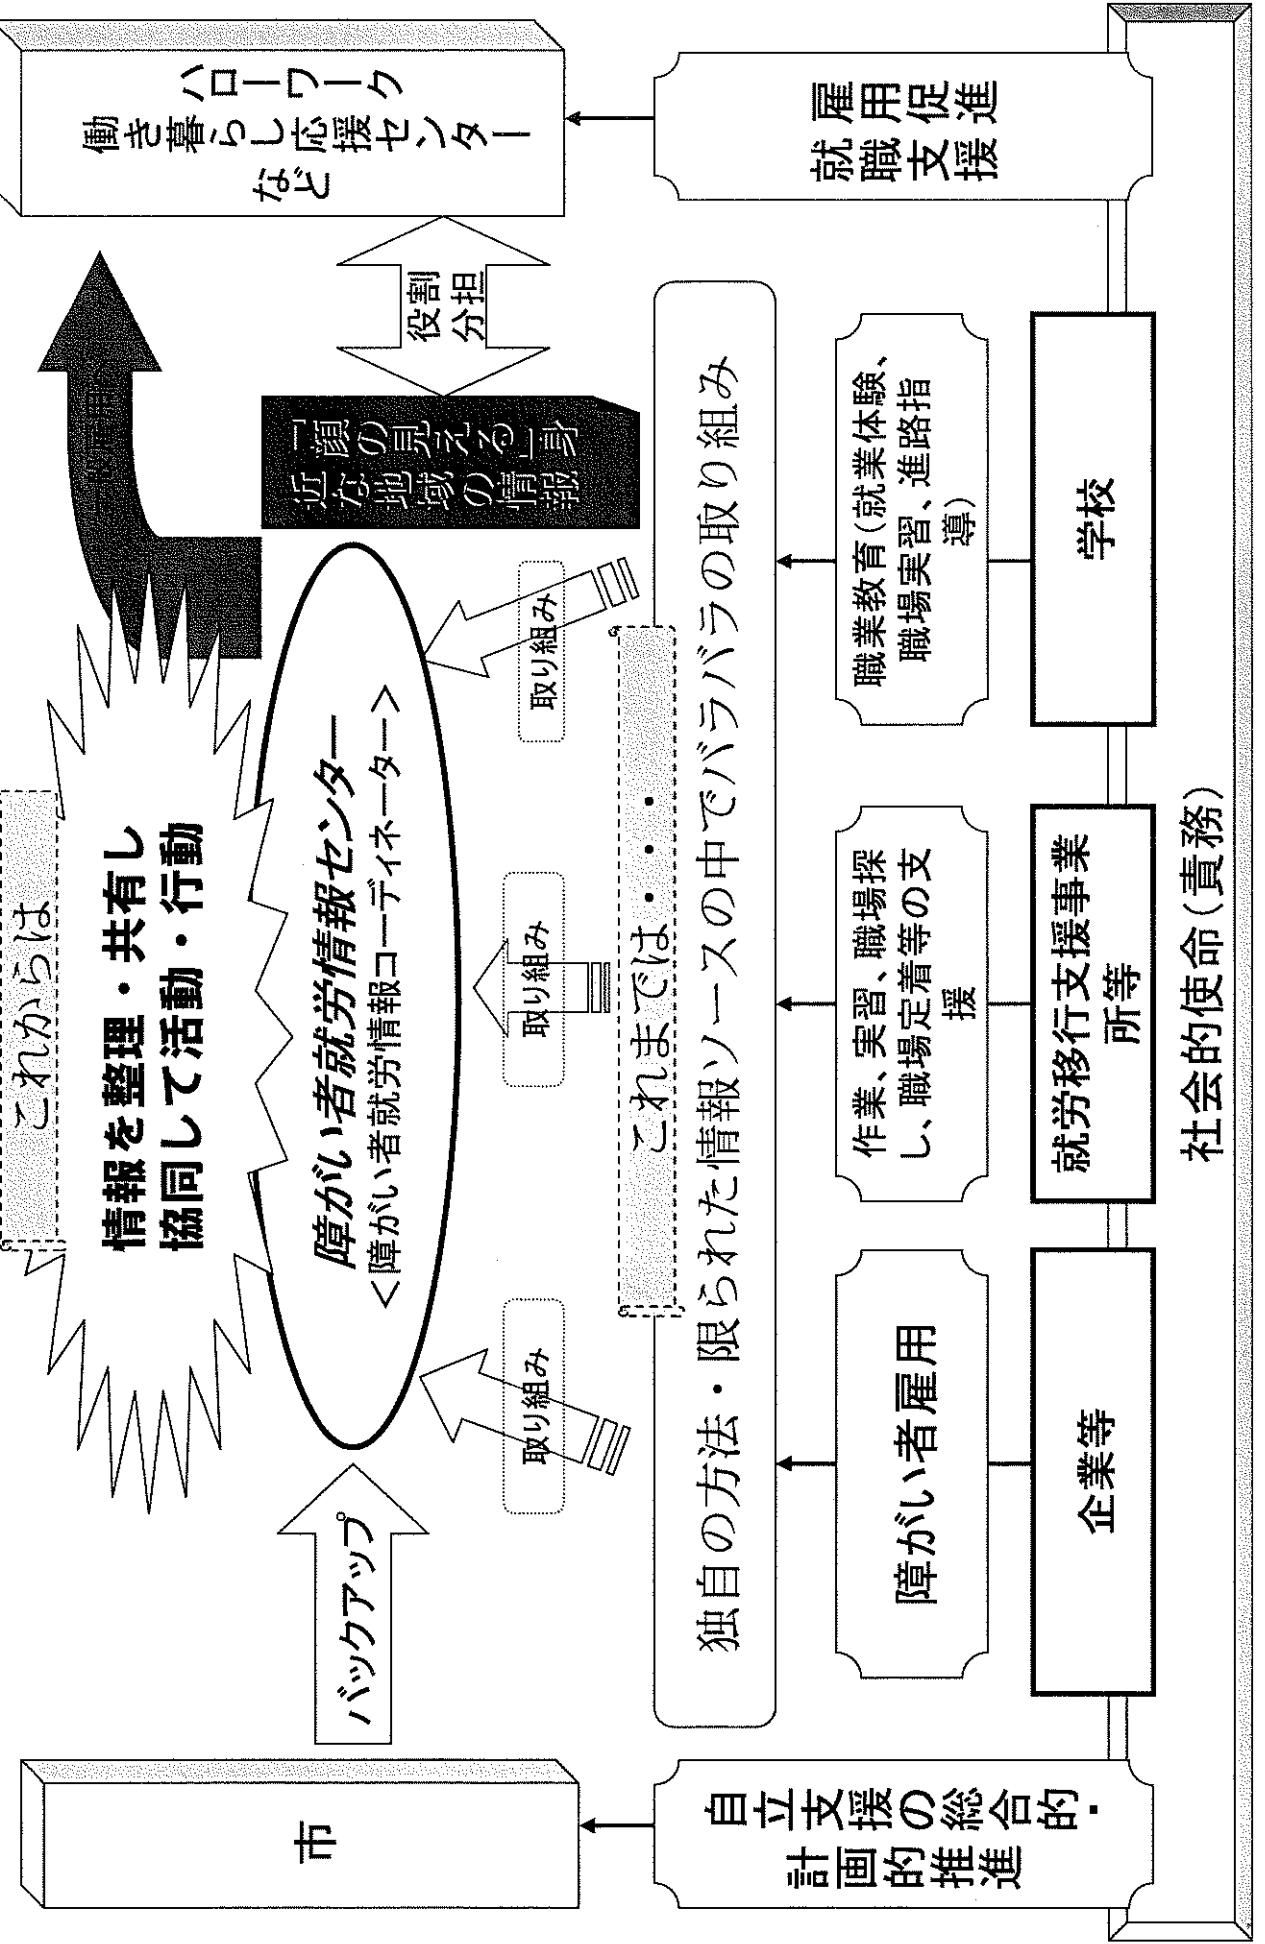 これからは
情報を整理・共有し
協同して活動・行動
市
バックアップ
障がい者就労情報センター
<障がい者就労情報コーディネーター>
「顔の見える」身
近な地域の情報
役割
分担
ハローワーク
働き暮らし応援センター
など
取り組み
取り組み
取り組み
これまでは・・・・
独自の方法・限られた情報ソースの中でバラバラの取り組み
自立支援の総合的・
計画的推進
障がい者雇用
作業、実習、職場探
し、職場定着等の支
援
職業教育(就業体験、
職場実習、進路指
導)
雇用促進
就職支援
企業等
就労移行支援事業
所等
学校
社会的使命(責務)